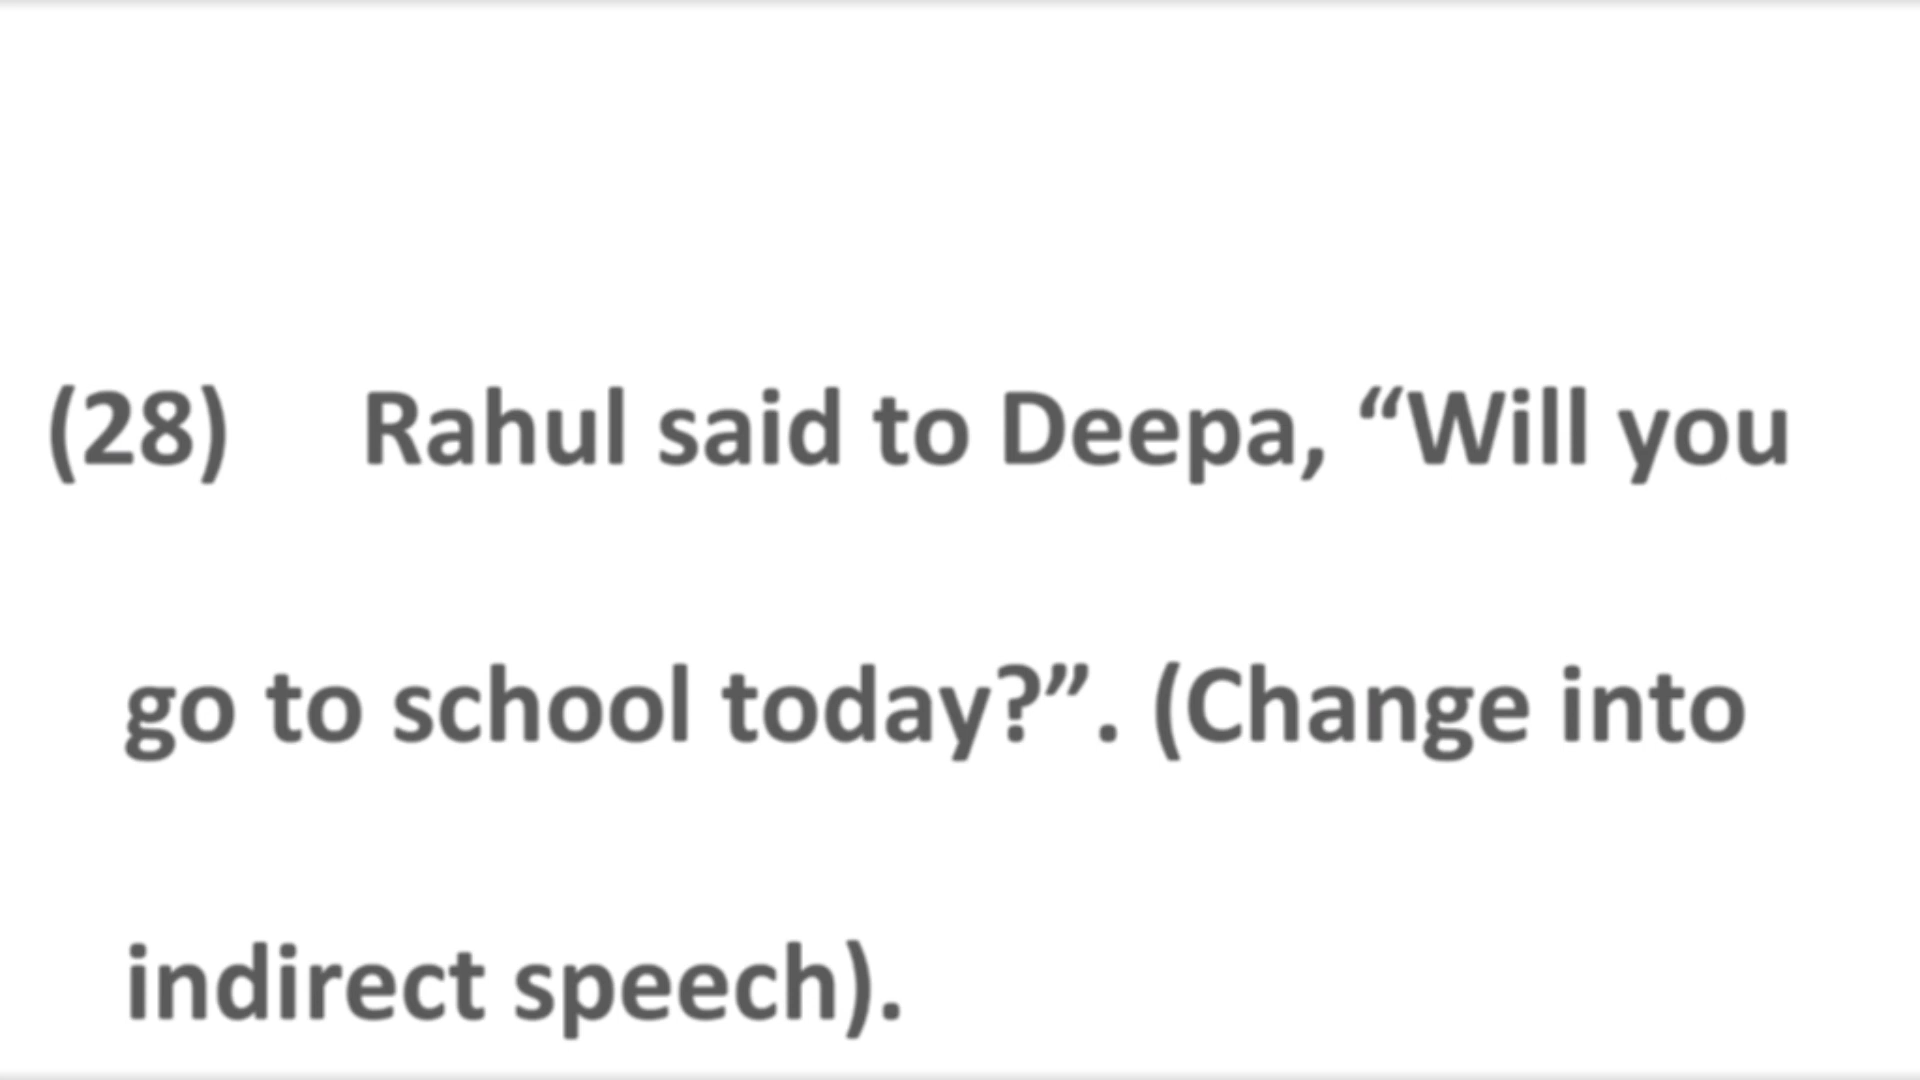 (28) Rahul said to Deepa, “Will you
go to school today?”. (Change into
indirect speech).